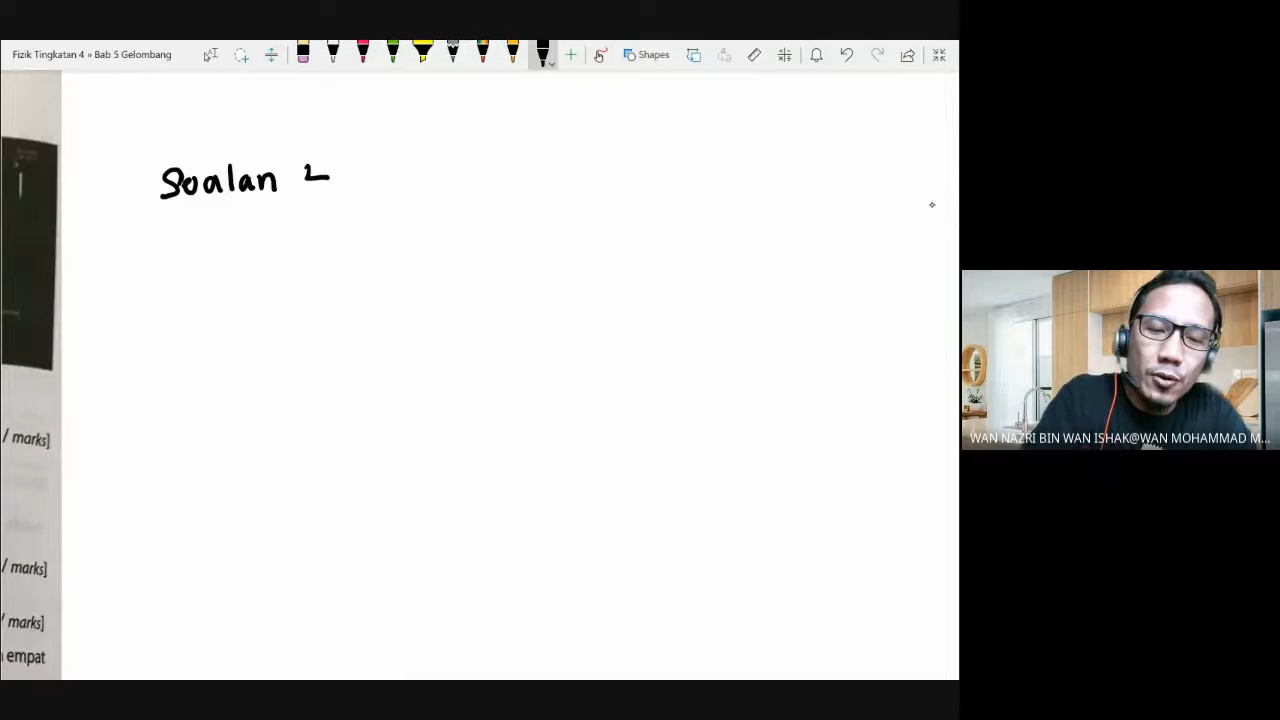 Fizik Tingkatan 4 » Bab 5 Gelombang
Shapes
Soalan 2
/ marks]
/ marks]
/ marks]
empat
WAN NAZRI BIN WAN ISHAK@WAN MOHAMMAD M...